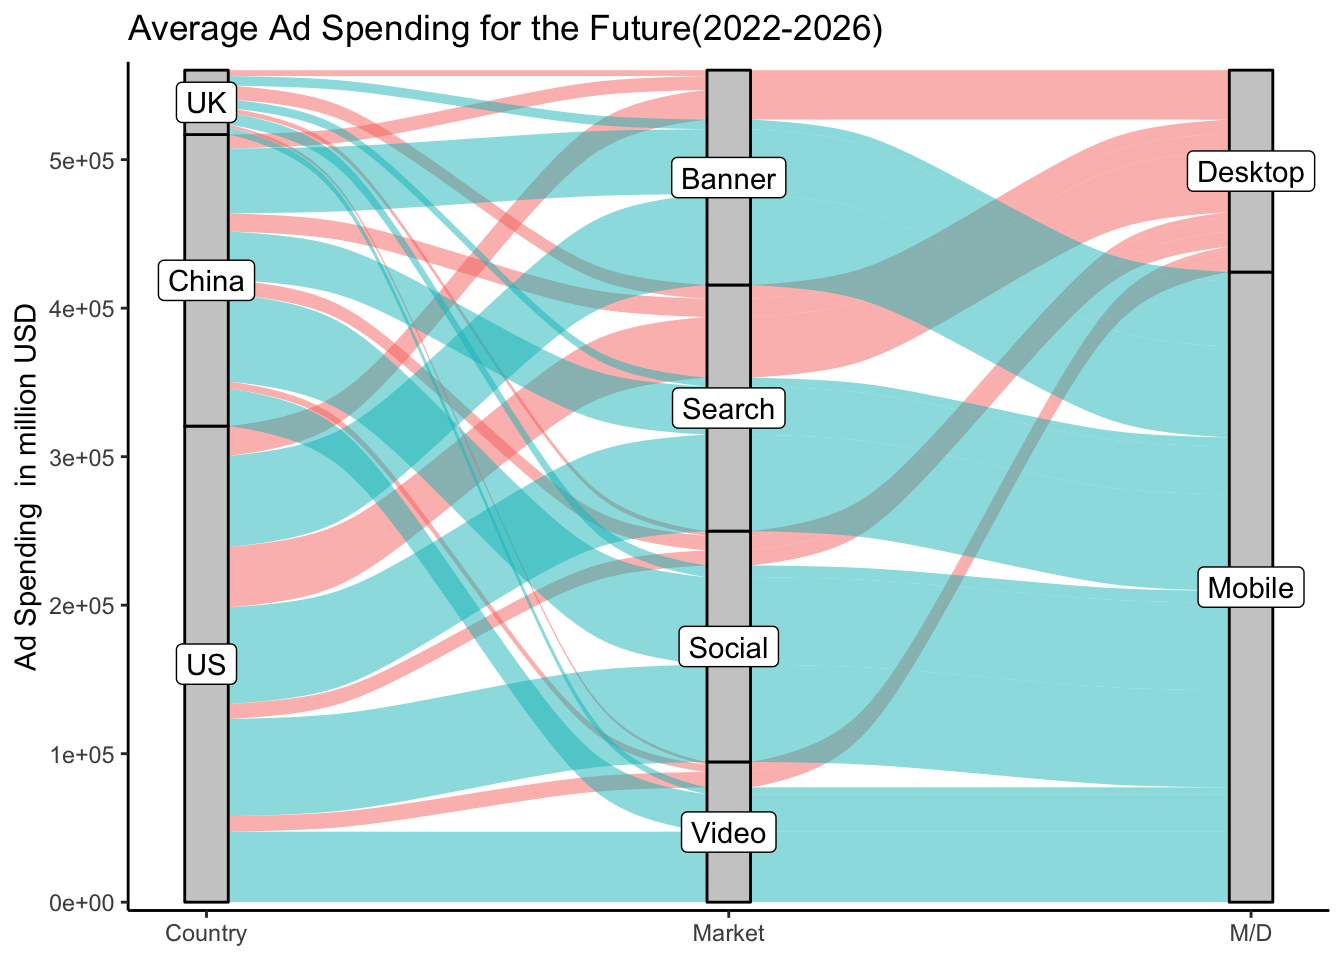 Average Ad Spending for the Future(2022-2026)
Ad Spending  in million USD
5e+05
4e+05
3e+05
2e+05
1e+05
0e+00
UK
China
US
Banner
Search
Social
Video
Desktop
Mobile
Country
Market
M/D